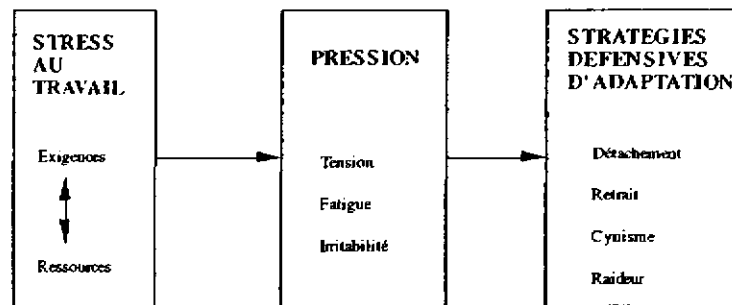 STRESS
AU
TRAVAIL
Exigences
Ressources
PRESSION
Tension
Fatigue
Irritabilité
STRATEGIES
DEFENSIVES
D'ADAPTATION
Détachement
Retrait
Cynisme
Raideur